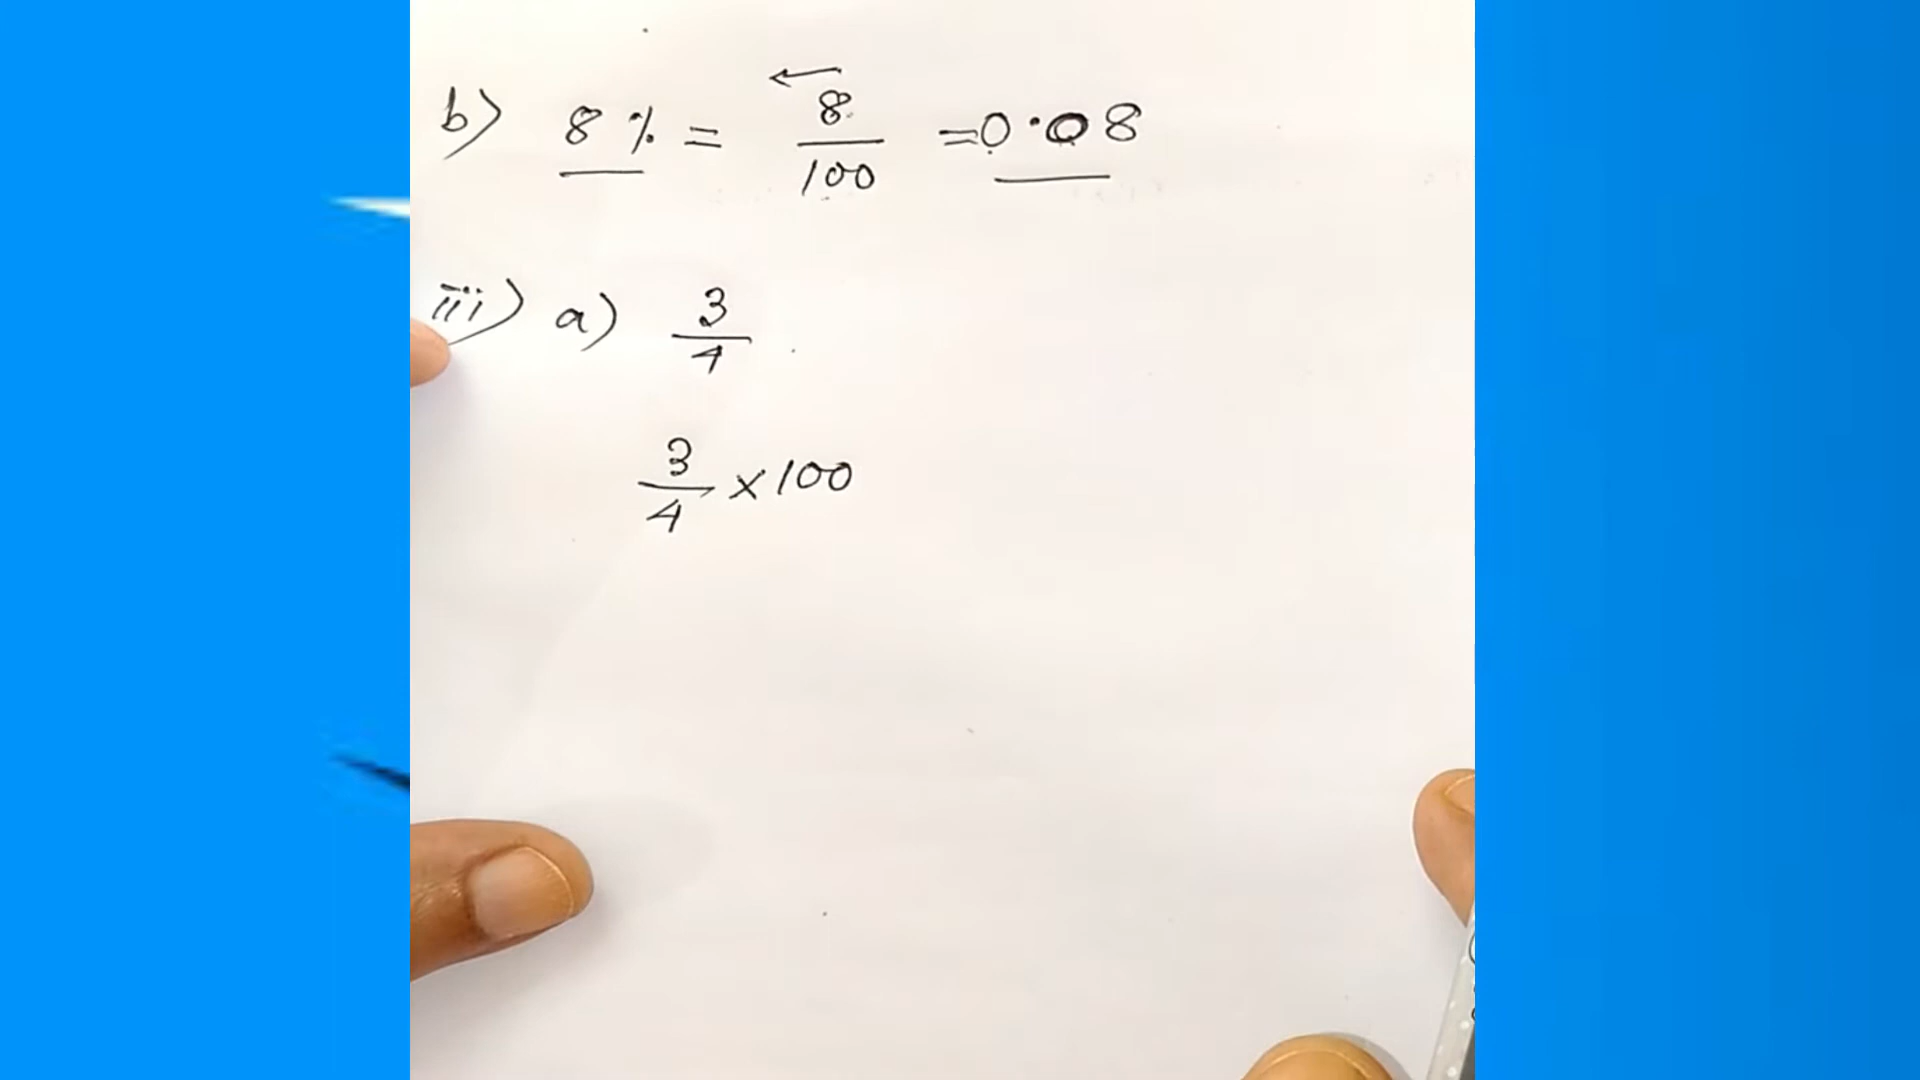 b) 8% = 8/100 = 0.08
iii) a) 3/4
3/4 × 100